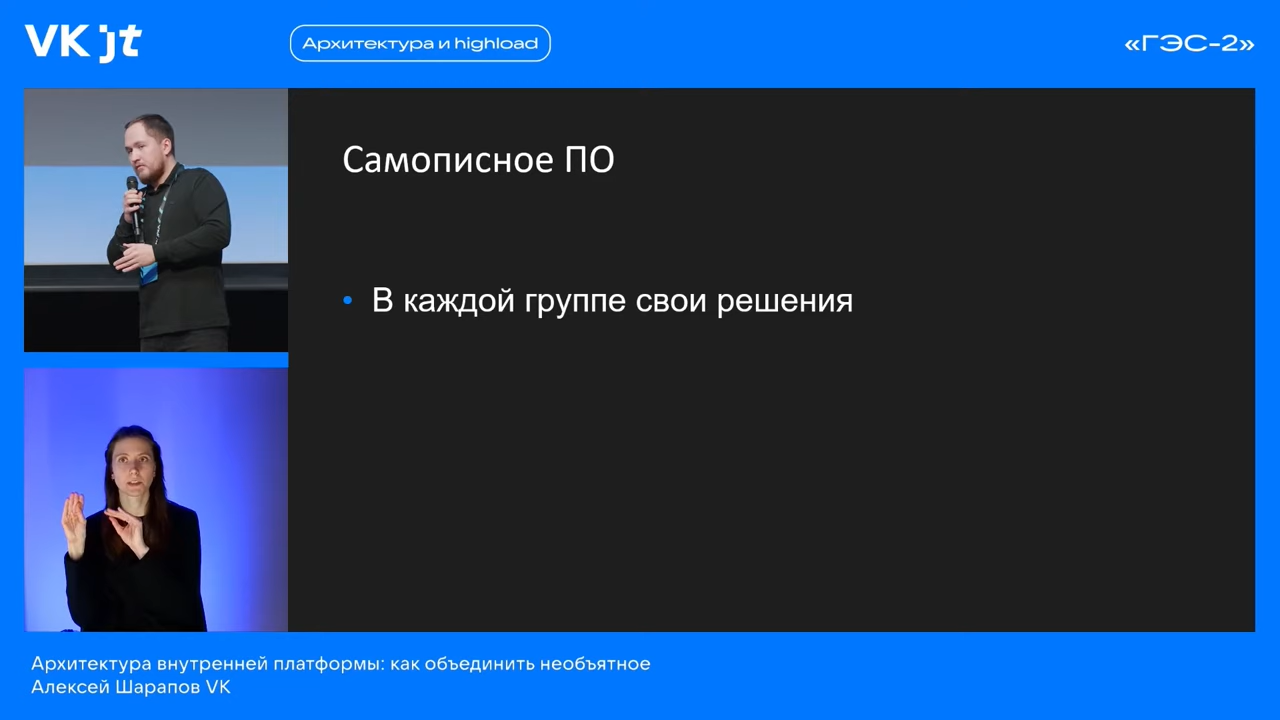 VK jt
Архитектура и highload
«ГЭС-2»
Самописное ПО
• В каждой группе свои решения
Архитектура внутренней платформы: как объединить необъятное
Алексей Шарапов VK